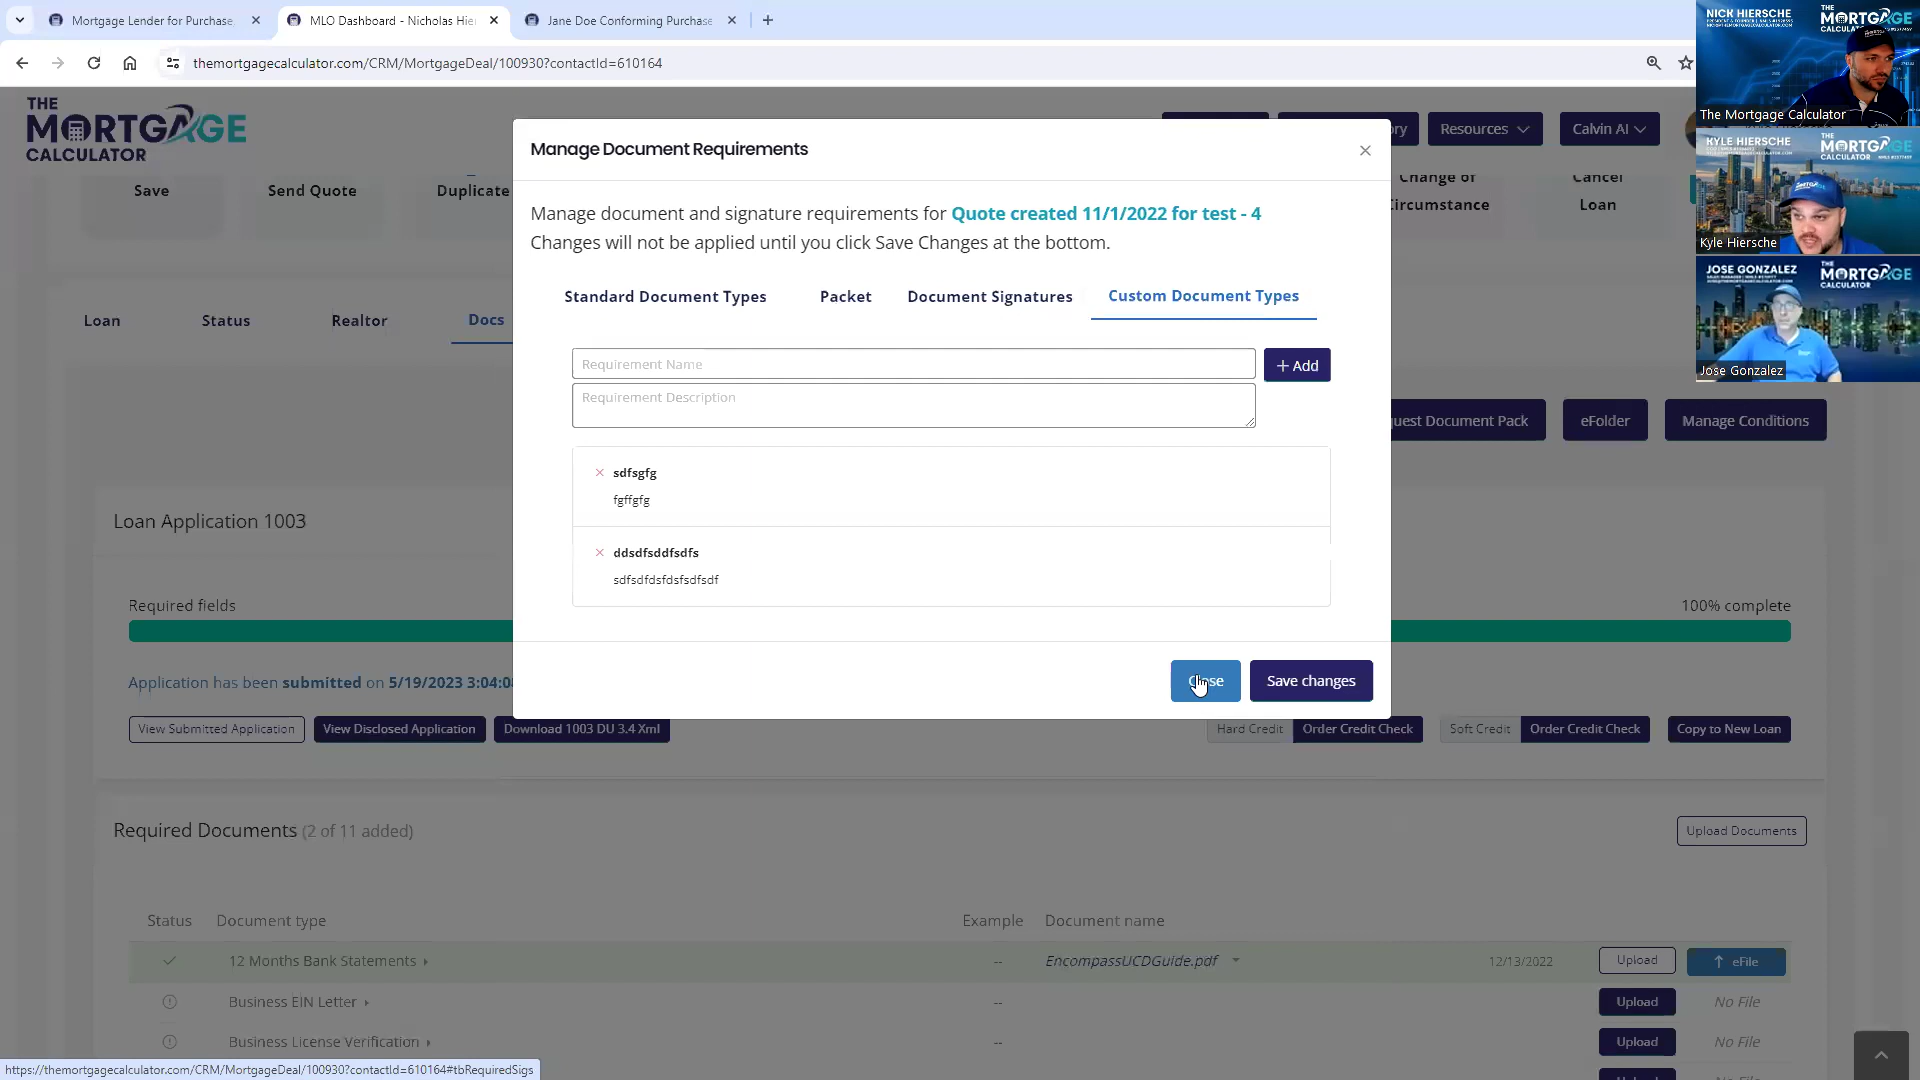 Mortgage Lender for Purchase
MLO Dashboard - Nicholas Hie
Jane Doe Conforming Purchase
themortgagecalculator.com/CRM/MortgageDeal/100930?contactId=610164
THE
MORTGAGE
CALCULATOR
Resources
Calvin AI
Save
Send Quote
Duplicate
Change of
Circumstance
Cancel
Loan
Manage Document Requirements
Manage document and signature requirements for Quote created 11/1/2022 for test - 4
Changes will not be applied until you click Save Changes at the bottom.
Standard Document Types
Packet
Document Signatures
Custom Document Types
Requirement Name
+ Add
Requirement Description
sdfsgfg
fgffgfg
ddsdfsddfsdfs
sdfsdfdsfdsfsdfsdf
Close
Save changes
Loan
Status
Realtor
Docs
uest Document Pack
eFolder
Manage Conditions
Loan Application 1003
Required fields
100% complete
Application has been submitted on 5/19/2023 3:04:0
View Submitted Application
View Disclosed Application
Download 1003 DU 3.4 Xml
Hard Credit
Order Credit Check
Soft Credit
Order Credit Check
Copy to New Loan
Required Documents (2 of 11 added)
Upload Documents
Status
Document type
Example
Document name
12 Months Bank Statements
--
EncompassUCDGuide.pdf
12/13/2022
Upload
eFile
Business EIN Letter
--
Upload
No File
Business License Verification
--
Upload
No File
https://themortgagecalculator.com/CRM/MortgageDeal/100930?contactId=610164#tbRequiredSigs
NICK HIERSCHE
THE
MORTGAGE
The Mortgage Calculator
KYLE HIERSCHE
THE
MORTGAGE
CALCULATOR
Kyle Hiersche
JOSE GONZALEZ
THE
MORTGAGE
CALCULATOR
Jose Gonzalez